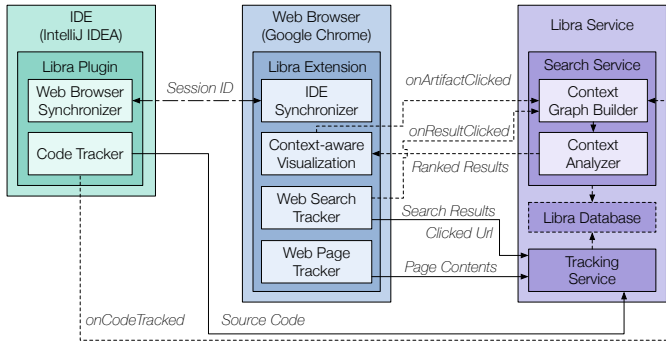 IDE
(IntelliJ IDEA)
Libra Plugin
Web Browser
Synchronizer
Code Tracker
Session ID
Web Browser
(Google Chrome)
Libra Extension
IDE
Synchronizer
Context-aware
Visualization
Web Search
Tracker
Web Page
Tracker
onArtifactClicked
onResultClicked
Ranked Results
Search Results
Clicked Url
Page Contents
Libra Service
Search Service
Context
Graph Builder
Context
Analyzer
Libra Database
Tracking
Service
onCodeTracked
Source Code